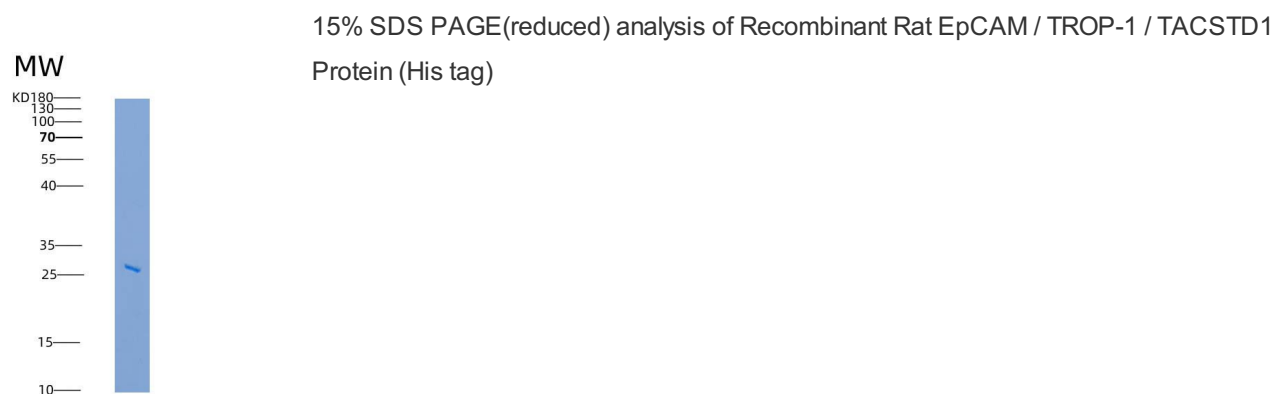 15% SDS PAGE(reduced) analysis of Recombinant Rat EpCAM / TROP-1 / TACSTD1
Protein (His tag)
MW
KD180
130
100
70
55
40
35
25
15
10